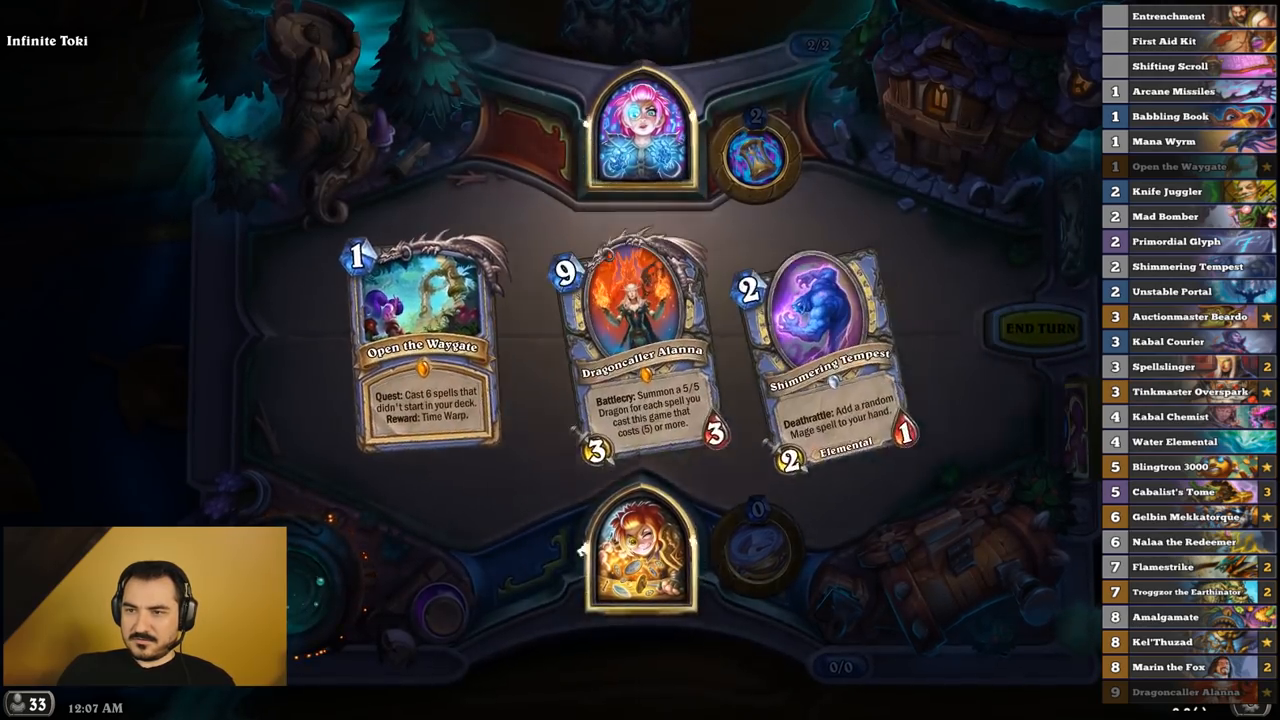 Infinite Toki
2/2
2
1
Open the Waygate
Quest: Cast 6 spells that
didn't start in your deck.
Reward: Time Warp.
9
Dragoncaller Alanna
Battlecry: Summon a 5/5
Dragon for each spell you
cast this game that
costs (5) or more.
3
3
2
Shimmering Tempest
Deathrattle: Add a random
Mage spell to your hand.
Elemental
2
1
END TURN
0
0/0
33
12:07 AM
Entrenchment
First Aid Kit
Shifting Scroll
1 Arcane Missiles
1 Babbling Book
1 Mana Wyrm
1 Open the Waygate
2 Knife Juggler
2 Mad Bomber
2 Primordial Glyph
2 Shimmering Tempest
2 Unstable Portal
3 Auctionmaster Beardo
3 Kabal Courier
3 Spellslinger 2
3 Tinkmaster Overspark
4 Kabal Chemist
4 Water Elemental
5 Blingtron 3000
5 Cabalist's Tome 3
6 Gelbin Mekkatorque
6 Nalaa the Redeemer
7 Flamestrike 2
7 Troggzor the Earthinator 2
8 Amalgamate
8 Kel'Thuzad
8 Marin the Fox 2
9 Dragoncaller Alanna